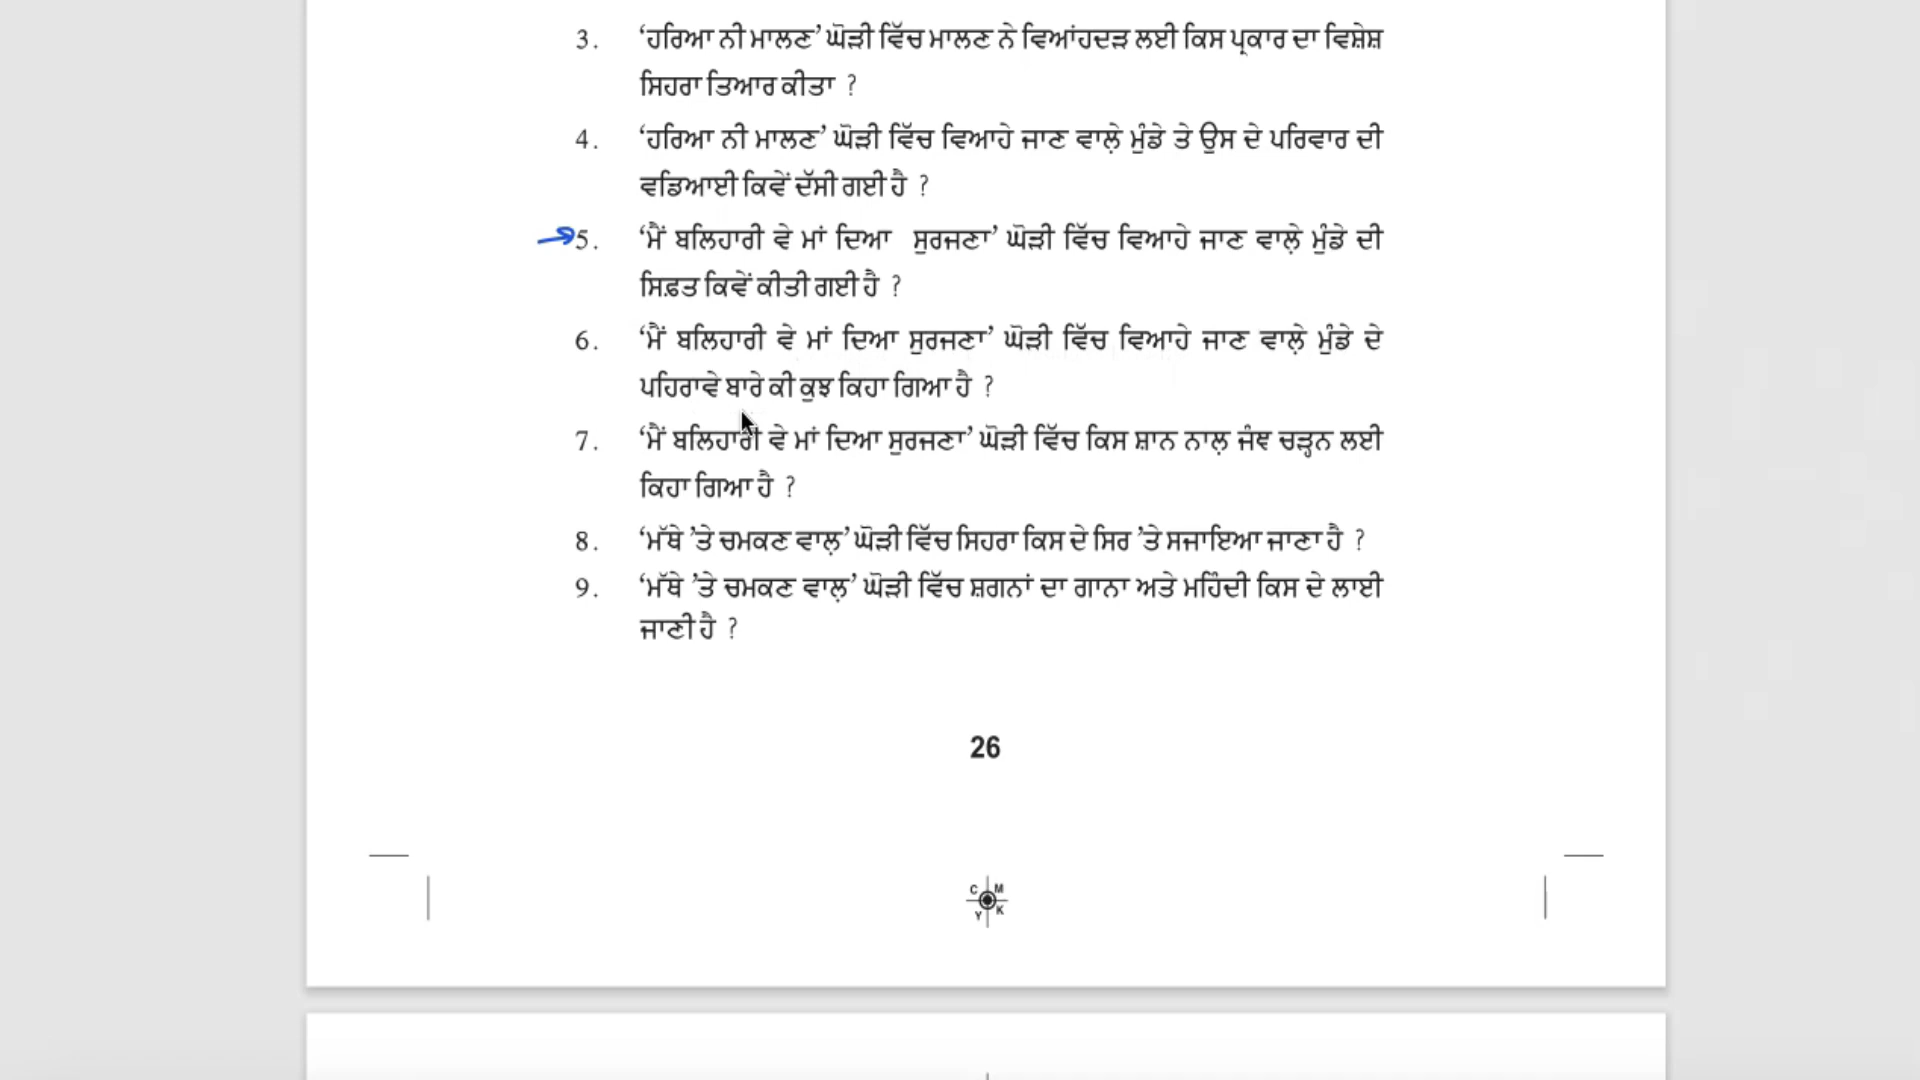 3. ‘ਹਰਿਆ ਨੀ ਮਾਲਣ’ ਘੋੜੀ ਵਿੱਚ ਮਾਲਣ ਨੇ ਵਿਆਂਹਦੜ ਲਈ ਕਿਸ ਪ੍ਰਕਾਰ ਦਾ ਵਿਸ਼ੇਸ਼
ਸਿਹਰਾ ਤਿਆਰ ਕੀਤਾ ?
4. ‘ਹਰਿਆ ਨੀ ਮਾਲਣ’ ਘੋੜੀ ਵਿੱਚ ਵਿਆਹੇ ਜਾਣ ਵਾਲ਼ੇ ਮੁੰਡੇ ਤੇ ਉਸ ਦੇ ਪਰਿਵਾਰ ਦੀ
ਵਡਿਆਈ ਕਿਵੇਂ ਦੱਸੀ ਗਈ ਹੈ ?
5. ‘ਮੈਂ ਬਲਿਹਾਰੀ ਵੇ ਮਾਂ ਦਿਆ ਸੁਰਜਣਾ’ ਘੋੜੀ ਵਿੱਚ ਵਿਆਹੇ ਜਾਣ ਵਾਲ਼ੇ ਮੁੰਡੇ ਦੀ
ਸਿਫ਼ਤ ਕਿਵੇਂ ਕੀਤੀ ਗਈ ਹੈ ?
6. ‘ਮੈਂ ਬਲਿਹਾਰੀ ਵੇ ਮਾਂ ਦਿਆ ਸੁਰਜਣਾ’ ਘੋੜੀ ਵਿੱਚ ਵਿਆਹੇ ਜਾਣ ਵਾਲ਼ੇ ਮੁੰਡੇ ਦੇ
ਪਹਿਰਾਵੇ ਬਾਰੇ ਕੀ ਕੁਝ ਕਿਹਾ ਗਿਆ ਹੈ ?
7. ‘ਮੈਂ ਬਲਿਹਾਰੀ ਵੇ ਮਾਂ ਦਿਆ ਸੁਰਜਣਾ’ ਘੋੜੀ ਵਿੱਚ ਕਿਸ ਸ਼ਾਨ ਨਾਲ਼ ਜੰਞ ਚੜ੍ਹਨ ਲਈ
ਕਿਹਾ ਗਿਆ ਹੈ ?
8. ‘ਮੱਥੇ ’ਤੇ ਚਮਕਣ ਵਾਲ਼’ ਘੋੜੀ ਵਿੱਚ ਸਿਹਰਾ ਕਿਸ ਦੇ ਸਿਰ ’ਤੇ ਸਜਾਇਆ ਜਾਣਾ ਹੈ ?
9. ‘ਮੱਥੇ ’ਤੇ ਚਮਕਣ ਵਾਲ਼’ ਘੋੜੀ ਵਿੱਚ ਸ਼ਗਨਾਂ ਦਾ ਗਾਨਾ ਅਤੇ ਮਹਿੰਦੀ ਕਿਸ ਦੇ ਲਾਈ
ਜਾਣੀ ਹੈ ?
26
C M
Y K